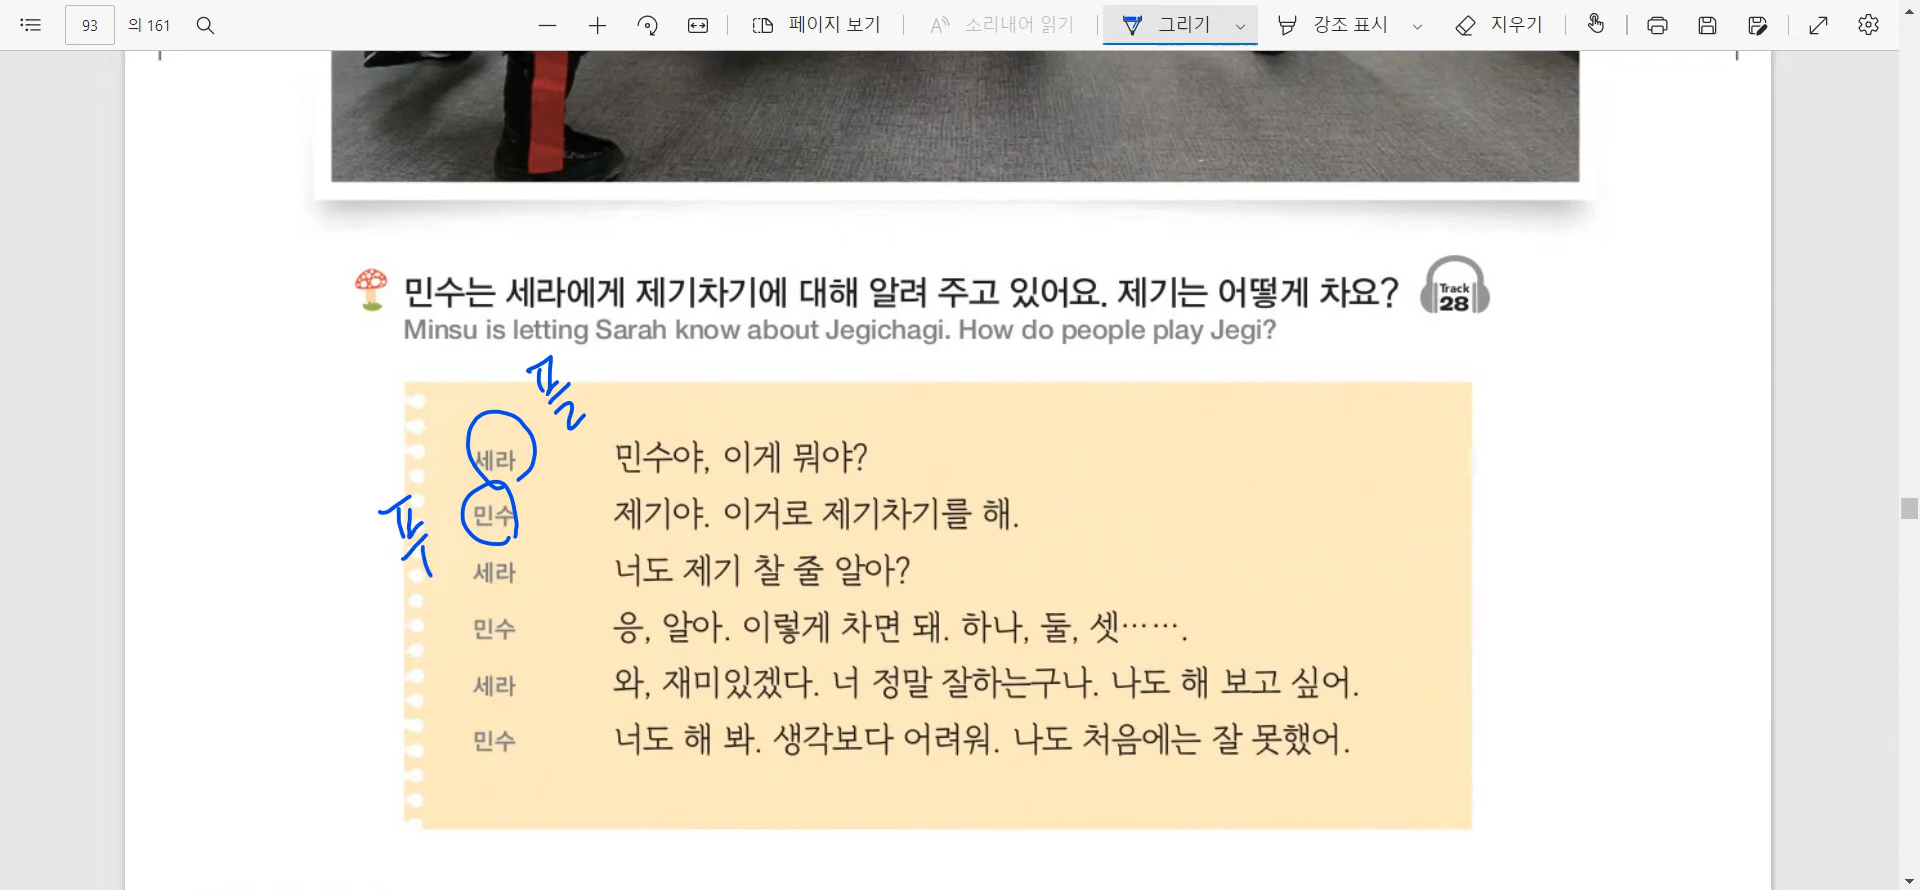 93 의 161 페이지 보기 소리내어 읽기 그리기 강조 표시 지우기
민수는 세라에게 제기차기에 대해 알려 주고 있어요. 제기는 어떻게 차요?
Track
28
Minsu is letting Sarah know about Jegichagi. How do people play Jegi?
세라 민수야, 이게 뭐야?
민수 제기야. 이거로 제기차기를 해.
세라 너도 제기 찰 줄 알아?
민수 응, 알아. 이렇게 차면 돼. 하나, 둘, 셋…….
세라 와, 재미있겠다. 너 정말 잘하는구나. 나도 해 보고 싶어.
민수 너도 해 봐. 생각보다 어려워. 나도 처음에는 잘 못했어.